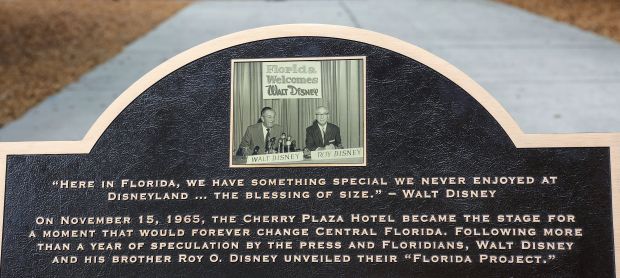 Florida
Welcomes
Walt Disney
WALT DISNEY
ROY DISNEY
"HERE IN FLORIDA, WE HAVE SOMETHING SPECIAL WE NEVER ENJOYED AT
DISNEYLAND ... THE BLESSING OF SIZE." – WALT DISNEY
ON NOVEMBER 15, 1965, THE CHERRY PLAZA HOTEL BECAME THE STAGE FOR
A MOMENT THAT WOULD FOREVER CHANGE CENTRAL FLORIDA. FOLLOWING MORE
THAN A YEAR OF SPECULATION BY THE PRESS AND FLORIDIANS, WALT DISNEY
AND HIS BROTHER ROY O. DISNEY UNVEILED THEIR "FLORIDA PROJECT."